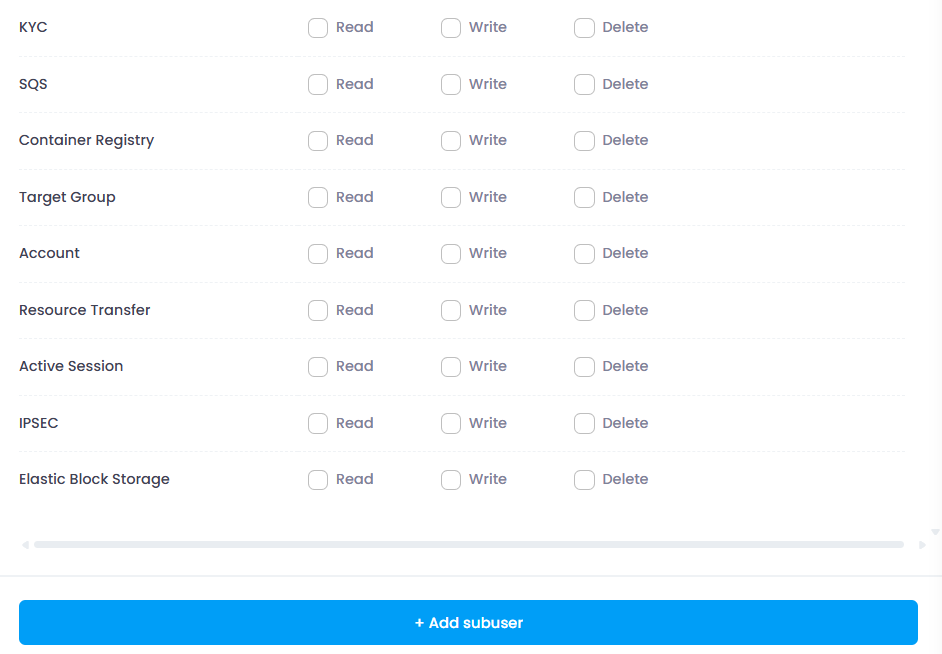 KYC Read Write Delete
SQS Read Write Delete
Container Registry Read Write Delete
Target Group Read Write Delete
Account Read Write Delete
Resource Transfer Read Write Delete
Active Session Read Write Delete
IPSEC Read Write Delete
Elastic Block Storage Read Write Delete
+ Add subuser